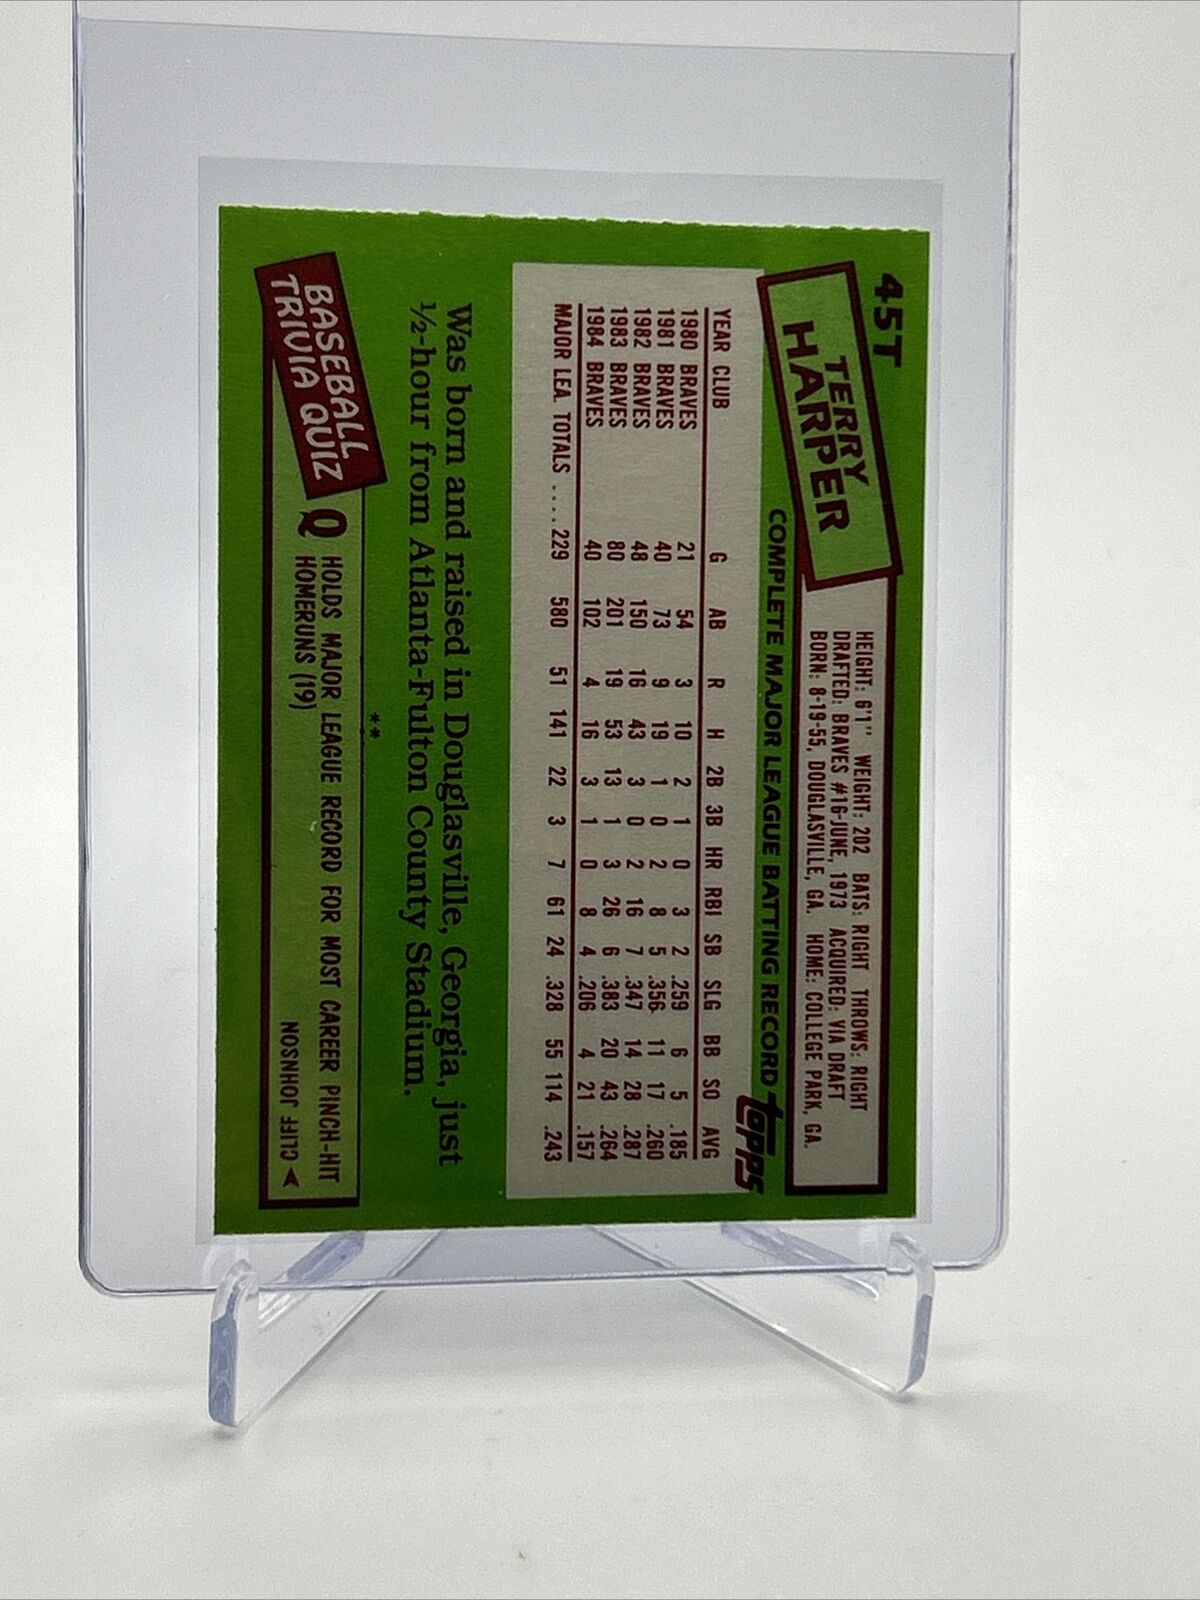 45T
TERRY
HARPER
HEIGHT: 6'1" WEIGHT: 202 BATS: RIGHT THROWS: RIGHT
DRAFTED: BRAVES #16-JUNE, 1973 ACQUIRED: VIA DRAFT
BORN: 8-19-55, DOUGLASVILLE, GA. HOME: COLLEGE PARK, GA.
COMPLETE MAJOR LEAGUE BATTING RECORD topps
YEAR CLUB G AB R H 2B 3B HR RBI SB SLG BB SO AVG
1980 BRAVES 21 54 3 10 2 1 0 3 2 .259 6 5 .185
1981 BRAVES 40 73 9 19 1 0 2 8 5 .356 11 17 .260
1982 BRAVES 48 150 16 43 3 0 2 16 7 .347 14 28 .287
1983 BRAVES 80 201 19 53 13 1 3 26 6 .383 20 43 .264
1984 BRAVES 40 102 4 16 3 1 0 8 4 .206 4 21 .157
MAJOR LEA. TOTALS .... 229 580 51 141 22 3 7 61 24 .328 55 114 .243
Was born and raised in Douglasville, Georgia, just
½-hour from Atlanta-Fulton County Stadium.
**
BASEBALL
TRIVIA QUIZ
Q HOLDS MAJOR LEAGUE RECORD FOR MOST CAREER PINCH-HIT
HOMERUNS (19)
CLIFF JOHNSON